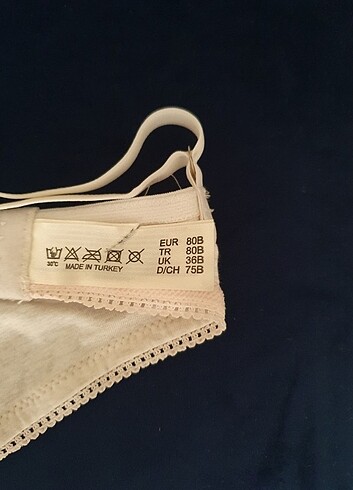 EUR 80B
TR 80B
UK 36B
D/CH 75B
30°C
MADE IN TURKEY